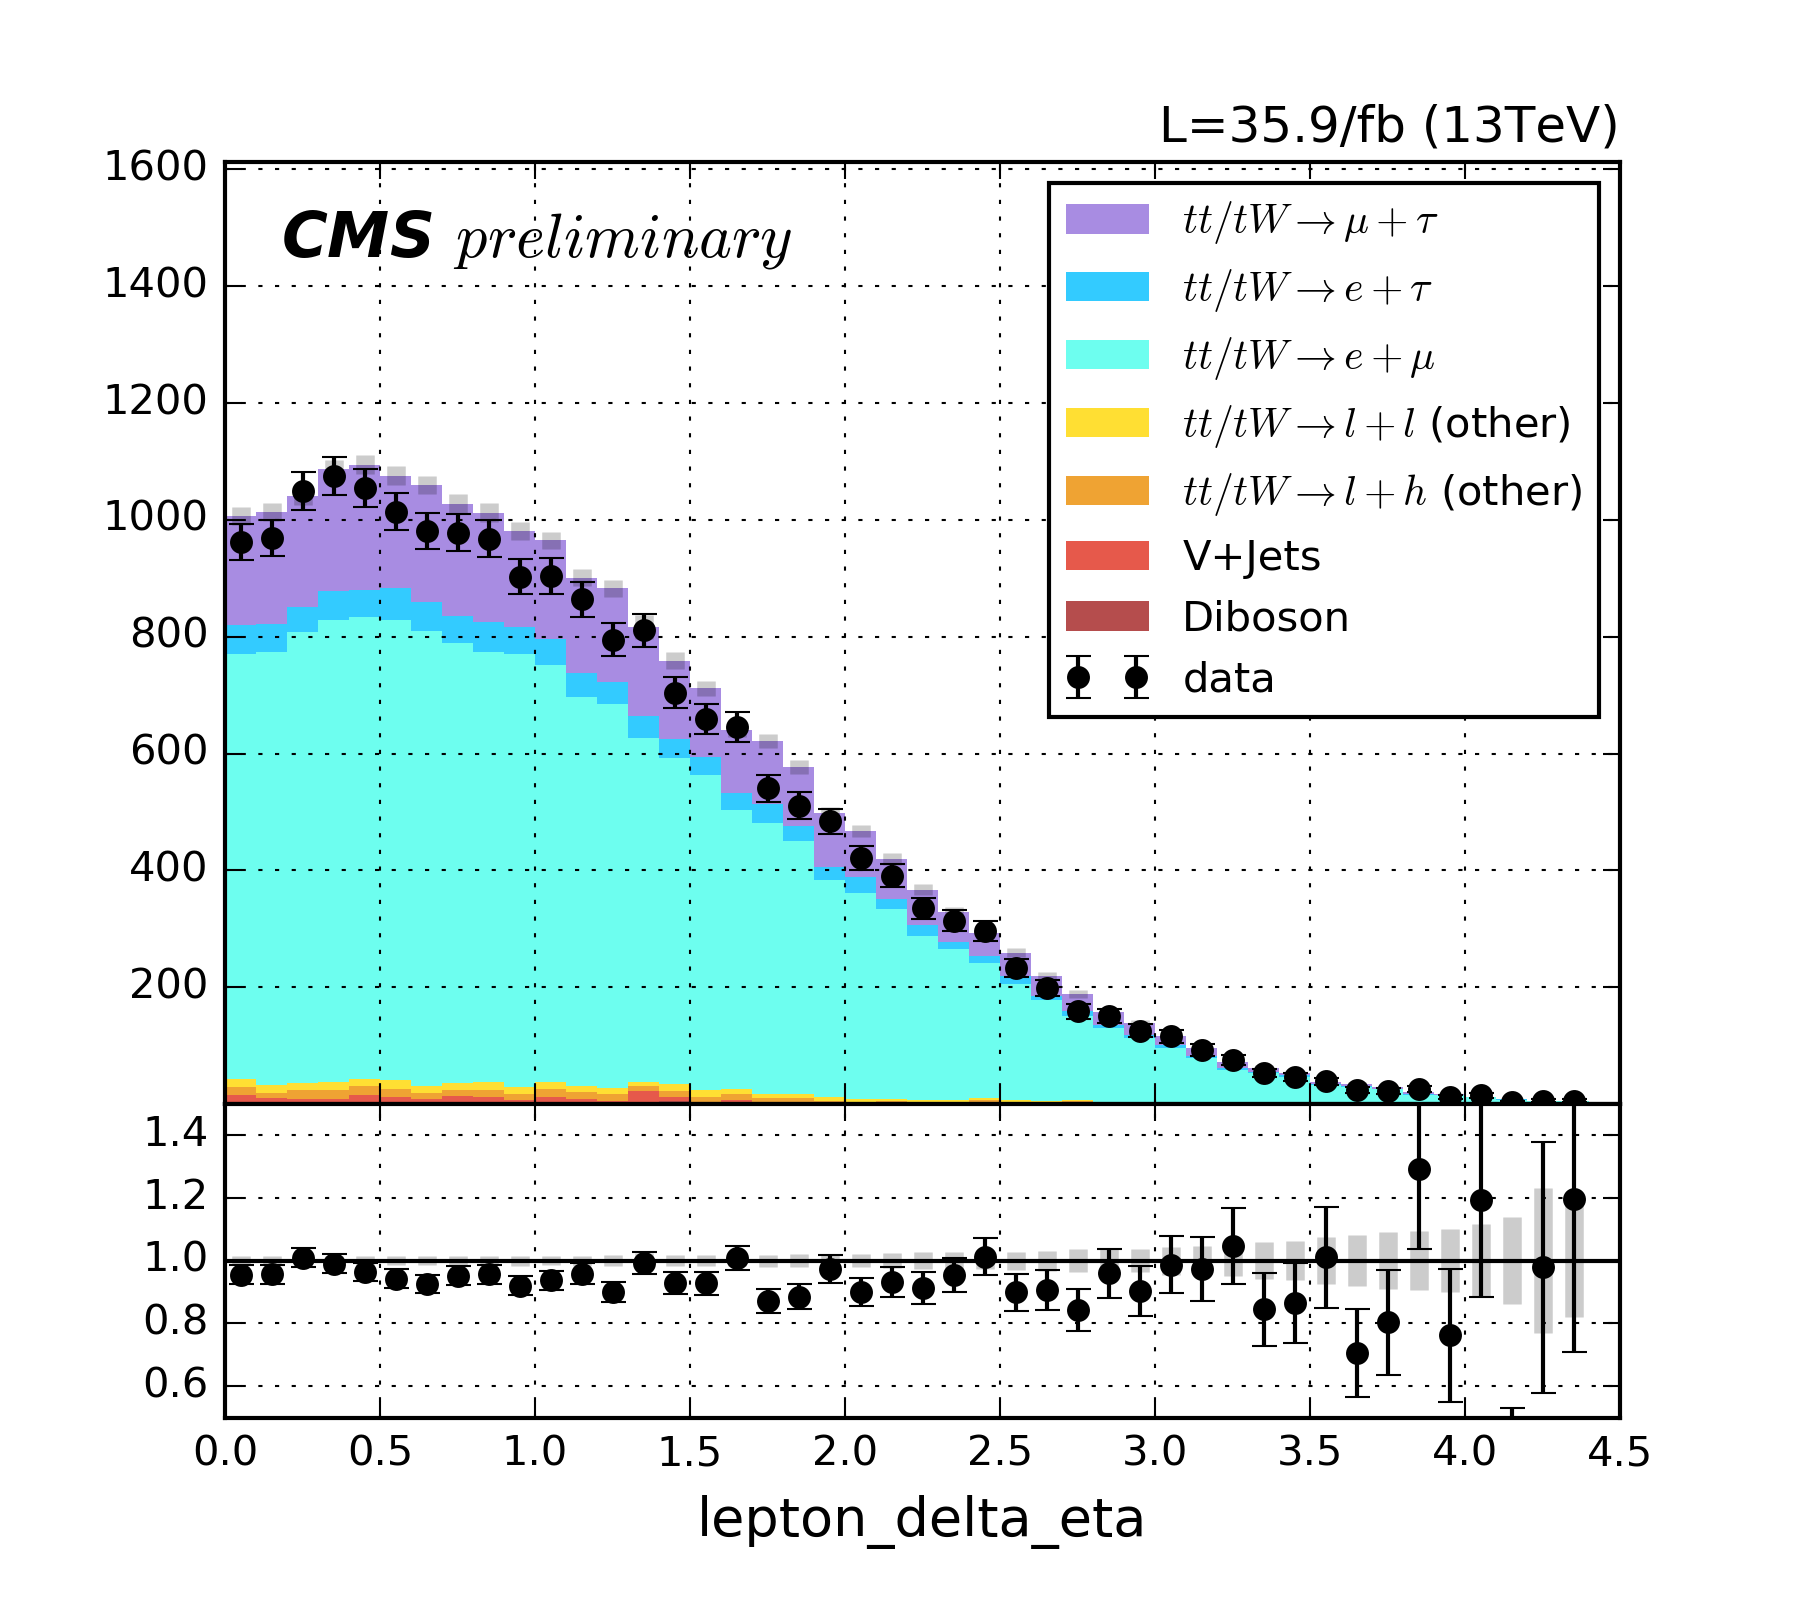 L=35.9/fb (13TeV)
CMS preliminary
1600
1400
1200
1000
800
600
400
200
tt/tW→μ+τ
tt/tW→e+τ
tt/tW→e+μ
tt/tW→l+l (other)
tt/tW→l+h (other)
V+Jets
Diboson
data
1.4
1.2
1.0
0.8
0.6
0.0 0.5 1.0 1.5 2.0 2.5 3.0 3.5 4.0 4.5
lepton_delta_eta